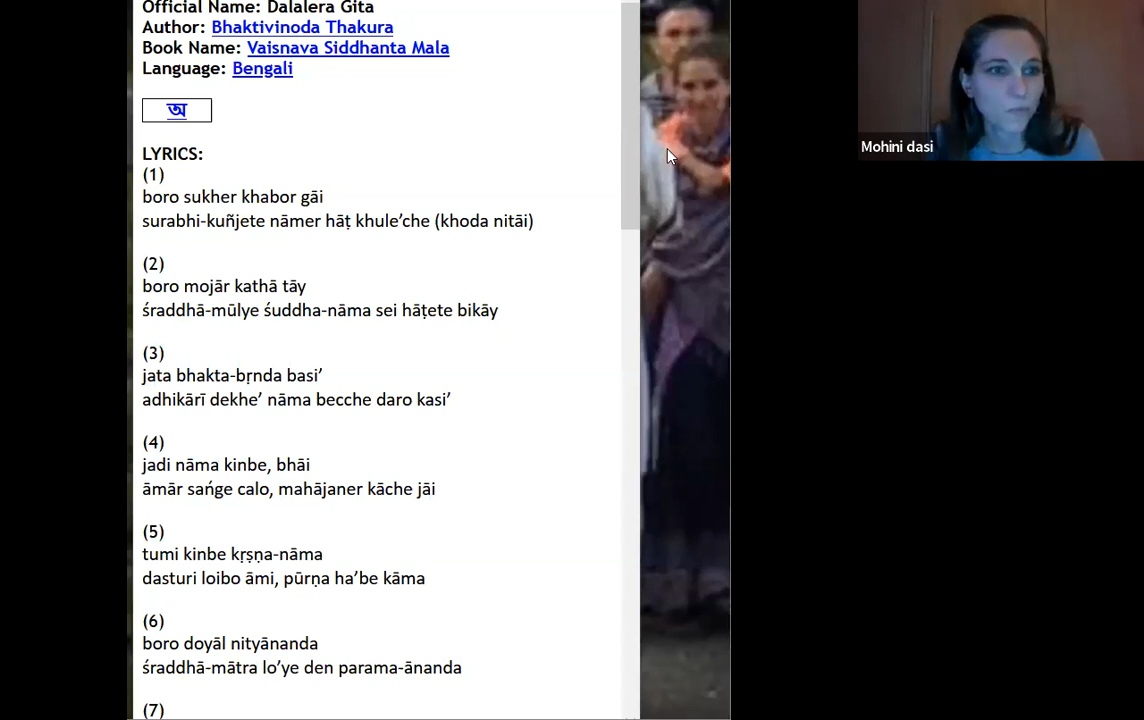 Official Name: Dalalera Gita
Author: Bhaktivinoda Thakura
Book Name: Vaisnava Siddhanta Mala
Language: Bengali
অ
LYRICS:
(1)
boro sukher khabor gāi
surabhi-kuñjete nāmer hāṭ khule’che (khoda nitāi)
(2)
boro mojār kathā tāy
śraddhā-mūlye śuddha-nāma sei hāṭete bikāy
(3)
jata bhakta-bṛnda basi’
adhikārī dekhe’ nāma becche daro kasi’
(4)
jadi nāma kinbe, bhāi
āmār sańge calo, mahājaner kāche jāi
(5)
tumi kinbe kṛṣṇa-nāma
dasturi loibo āmi, pūrṇa ha’be kāma
(6)
boro doyāl nityānanda
śraddhā-mātra lo’ye den parama-ānanda
(7)
Mohini dasi